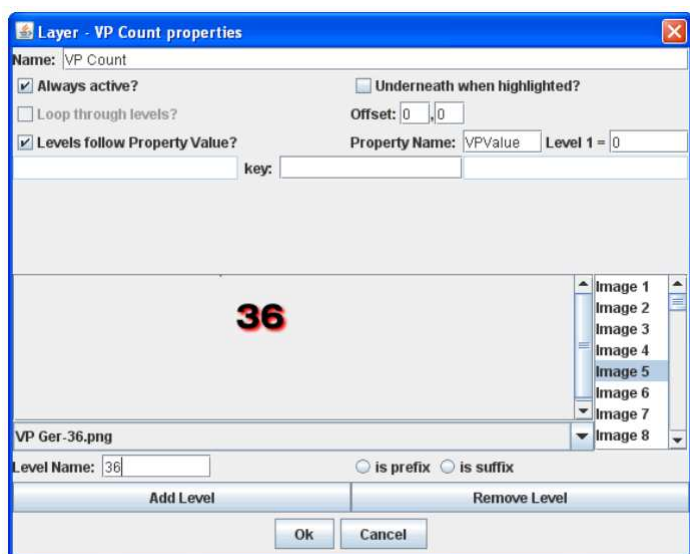 Layer - VP Count properties
Name: VP Count
Always active? Underneath when highlighted?
Loop through levels? Offset: 0 ,0
Levels follow Property Value? Property Name: VPValue Level 1 = 0
key:
36
Image 1
Image 2
Image 3
Image 4
Image 5
Image 6
Image 7
Image 8
VP Ger-36.png
Level Name: 36 is prefix is suffix
Add Level Remove Level
Ok Cancel